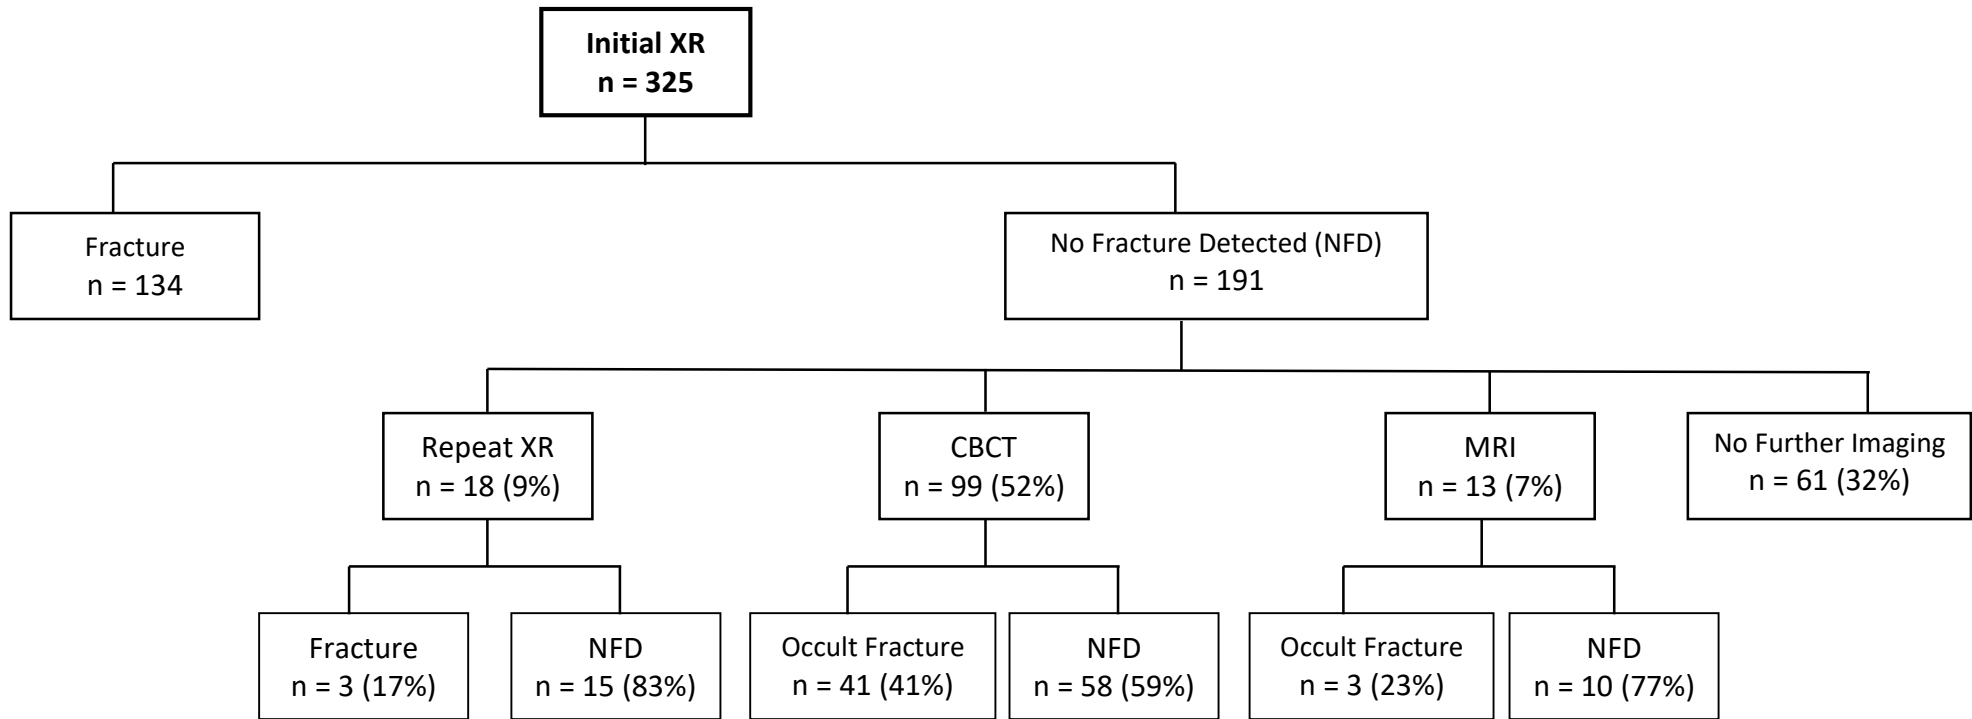 Initial XR
n = 325
Fracture
n = 134
No Fracture Detected (NFD)
n = 191
Repeat XR
n = 18 (9%)
CBCT
n = 99 (52%)
MRI
n = 13 (7%)
No Further Imaging
n = 61 (32%)
Fracture
n = 3 (17%)
NFD
n = 15 (83%)
Occult Fracture
n = 41 (41%)
NFD
n = 58 (59%)
Occult Fracture
n = 3 (23%)
NFD
n = 10 (77%)